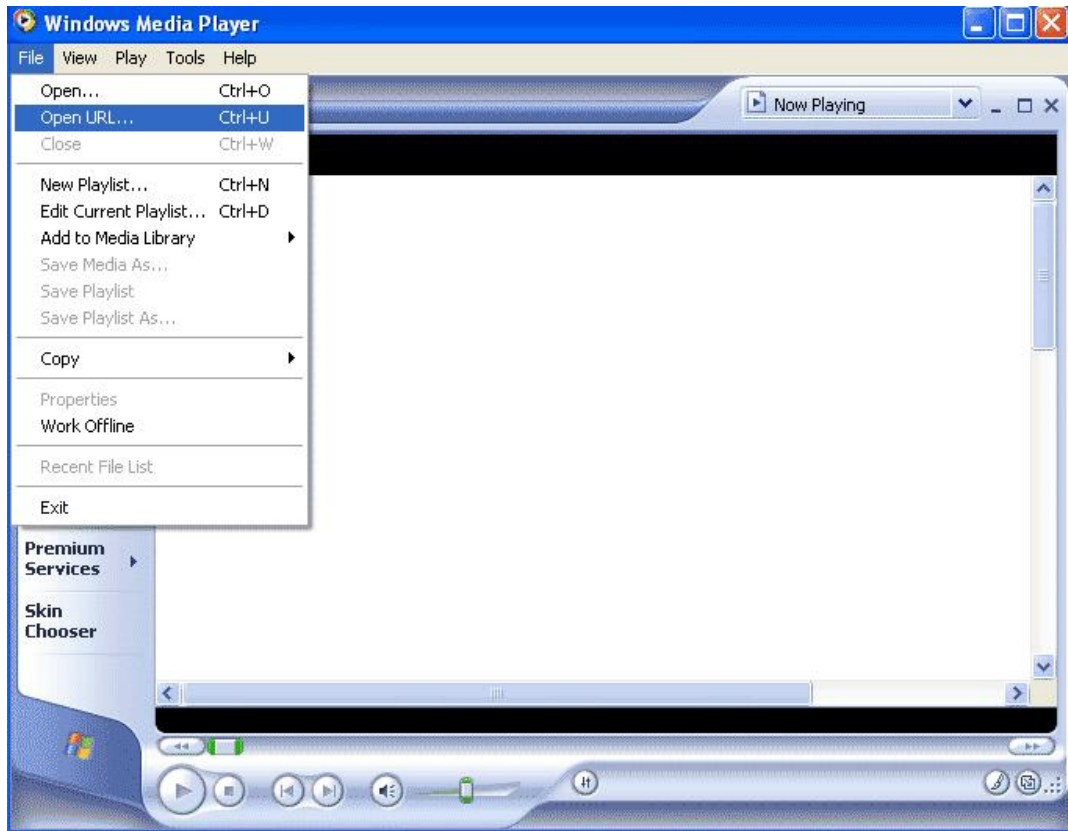 Windows Media Player
File View Play Tools Help
Open... Ctrl+O
Open URL... Ctrl+U
Close Ctrl+W
New Playlist... Ctrl+N
Edit Current Playlist... Ctrl+D
Add to Media Library
Save Media As...
Save Playlist
Save Playlist As...
Copy
Properties
Work Offline
Recent File List
Exit
Now Playing
Premium
Services
Skin
Chooser